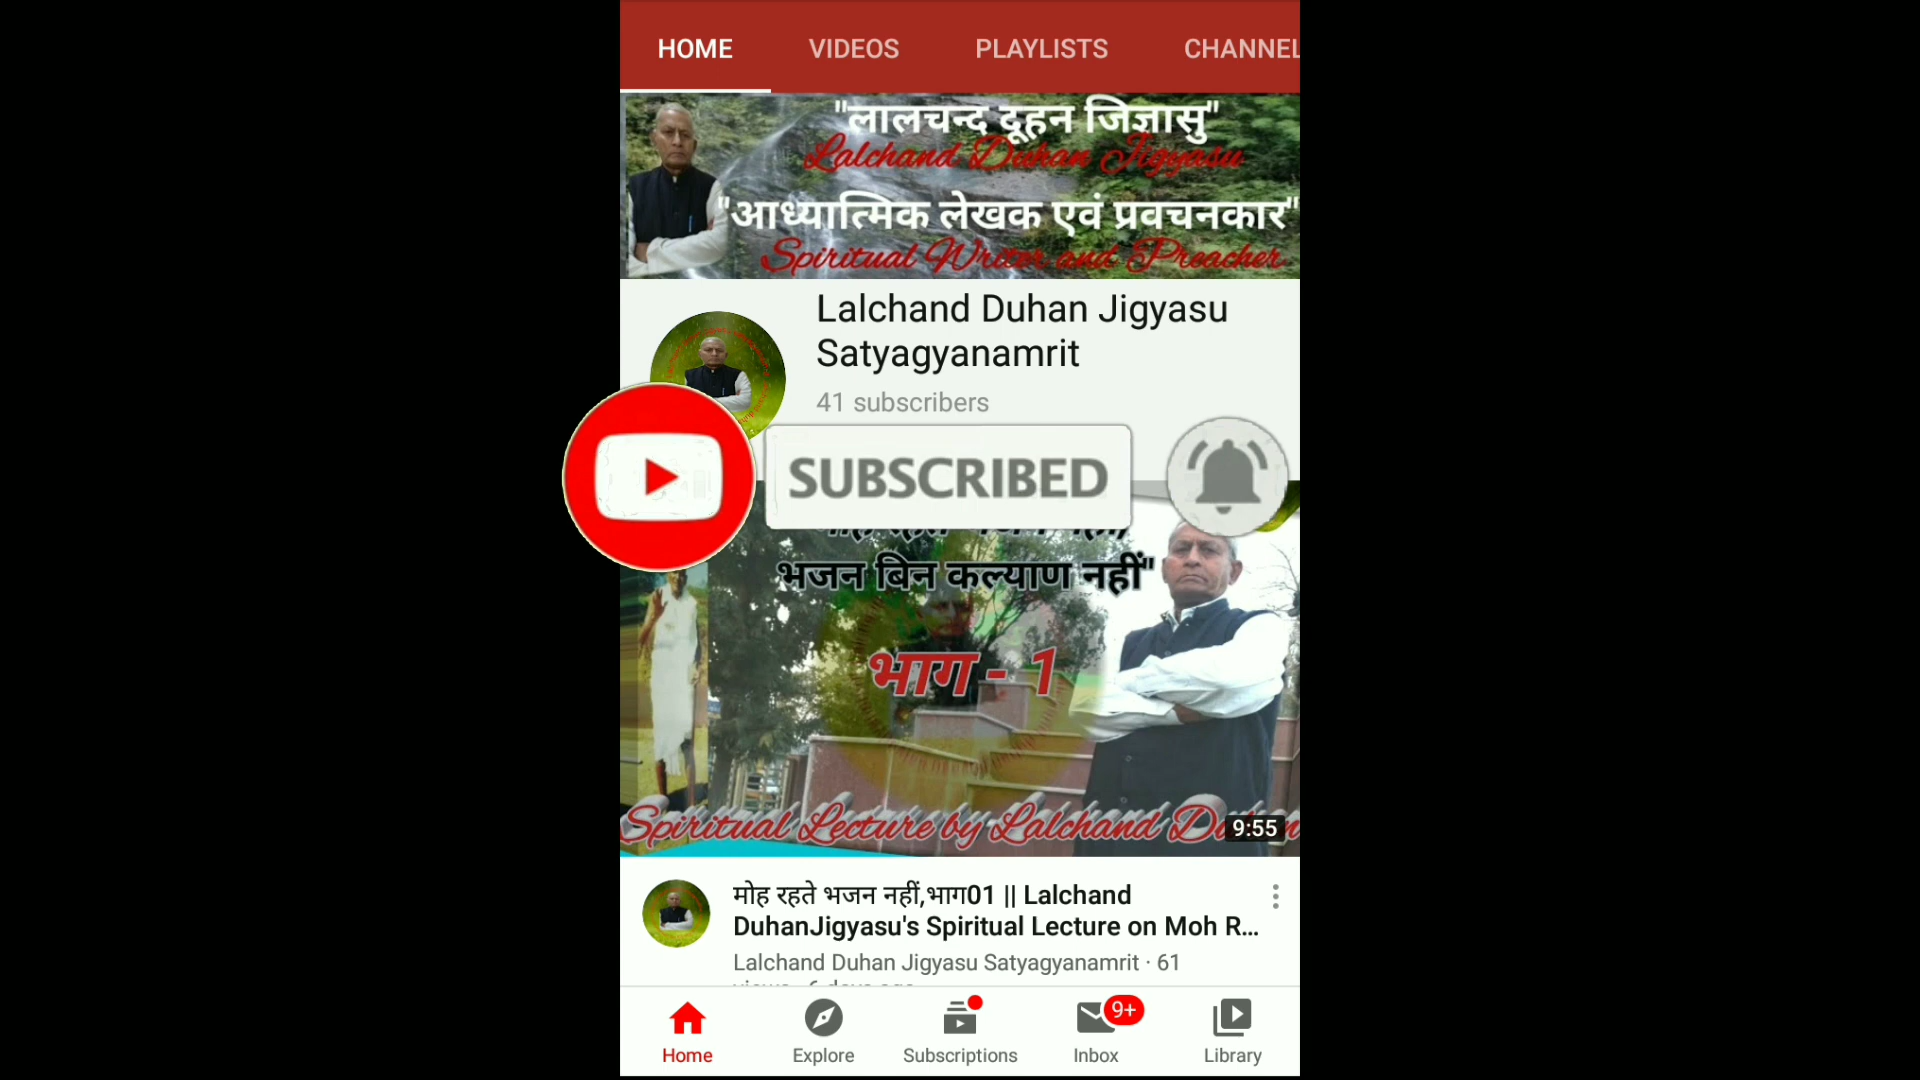 HOME VIDEOS PLAYLISTS CHANNEL
"लालचन्द दूहन जिज्ञासु"
Lalchand Duhan Jigyasu
"आध्यात्मिक लेखक एवं प्रवचनकार"
Spiritual Writer and Preacher
Lalchand Duhan Jigyasu
Satyagyanamrit
41 subscribers
SUBSCRIBED
भजन बिन कल्याण नहीं"
भाग - 1
Spiritual Lecture by Lalchand Duhan
9:55
मोह रहते भजन नहीं,भाग01 || Lalchand
DuhanJigyasu's Spiritual Lecture on Moh R...
Lalchand Duhan Jigyasu Satyagyanamrit · 61
9+
Home Explore Subscriptions Inbox Library